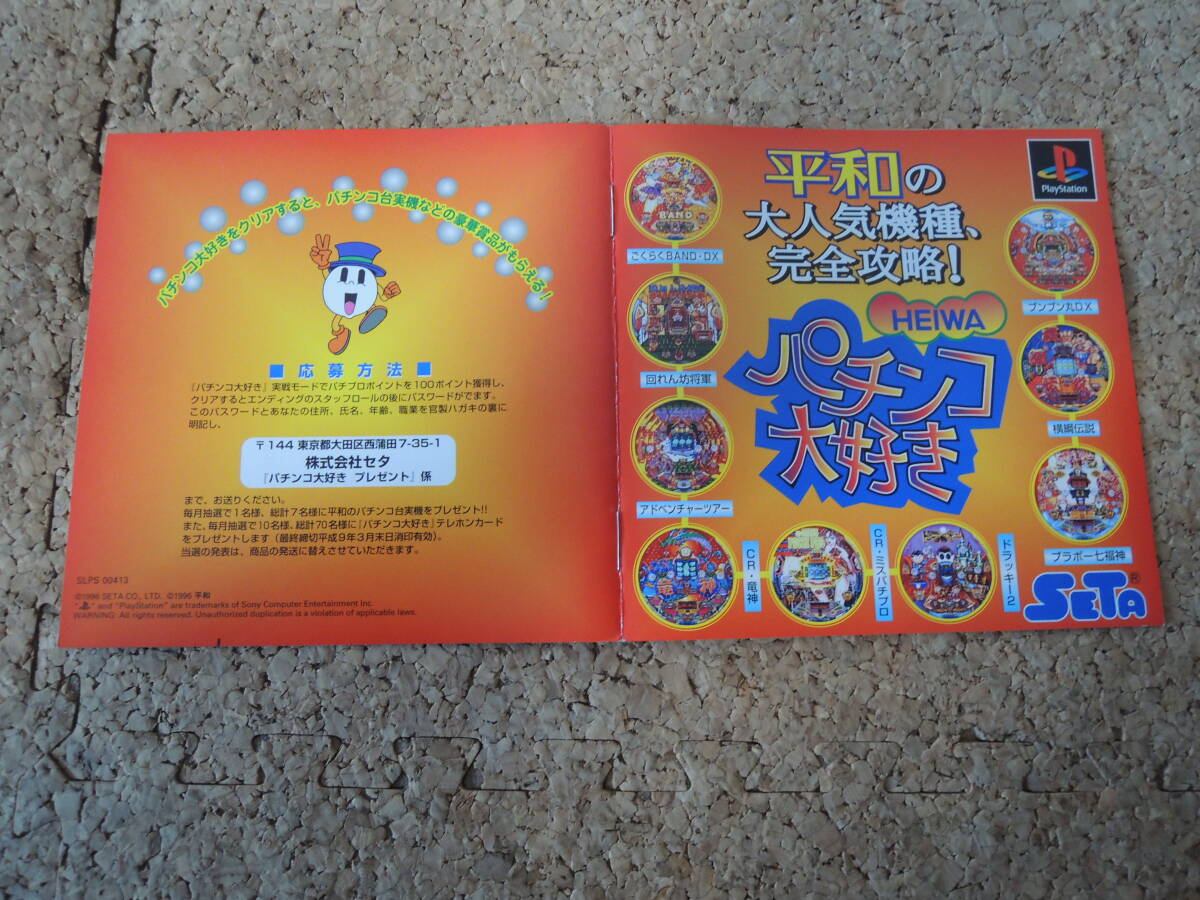 パチンコ大好きをクリアすると、パチンコ台実機などの豪華賞品がもらえる!
■ 応募方法 ■
『パチンコ大好き』実戦モードでパチプロポイントを100ポイント獲得し、
クリアするとエンディングのスタッフロールの後にパスワードがでます。
このパスワードとあなたの住所、氏名、年齢、職業を官製ハガキの裏に
明記し、
〒144 東京都大田区西蒲田7-35-1
株式会社セタ
『パチンコ大好き プレゼント』係
まで、お送りください。
毎月抽選で1名様、総計7名様に平和のパチンコ台実機をプレゼント!!
また、毎月抽選で10名様、総計70名様に『パチンコ大好き』テレホンカード
をプレゼントします(最終締切平成9年3月末日消印有効)。
当選の発表は、商品の発送に替えさせていただきます。
SLPS 00413
©1996 SETA CO., LTD. ©1996 平和
" " and "PlayStation" are trademarks of Sony Computer Entertainment Inc.
WARNING: All rights reserved. Unauthorized duplication is a violation of applicable laws.
平和の
大人気機種、
完全攻略!
PlayStation
HEIWA
パチンコ
大好き
BAND
ごくらくBAND・DX
回れん坊将軍
アドベンチャーツアー
CR・竜神
CR・ミスパチプロ
ドラッキー2
ブンブン丸DX
横綱伝説
ブラボー七福神
SETA®